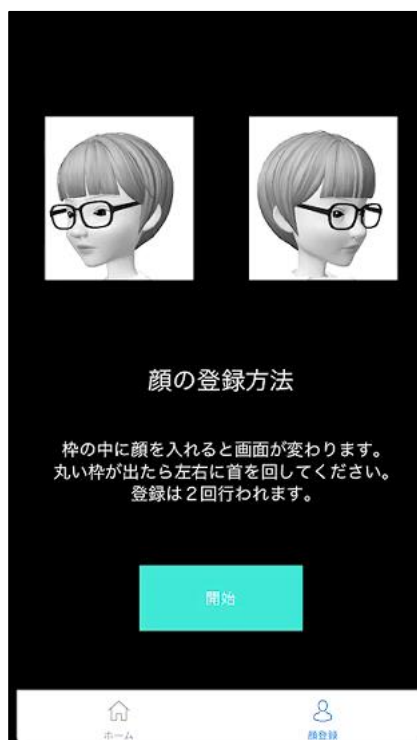 顔の登録方法
枠の中に顔を入れると画面が変わります。
丸い枠が出たら左右に首を回してください。
登録は２回行われます。
開始
ホーム
顔登録